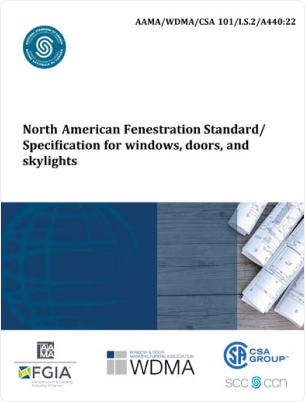 AAMA/WDMA/CSA 101/I.S.2/A440:22
North American Fenestration Standard/
Specification for windows, doors, and
skylights
AAMA
FGIA
WINDOW & DOOR
MANUFACTURERS ASSOCIATION
WDMA
CSA
GROUP™
scc ccn